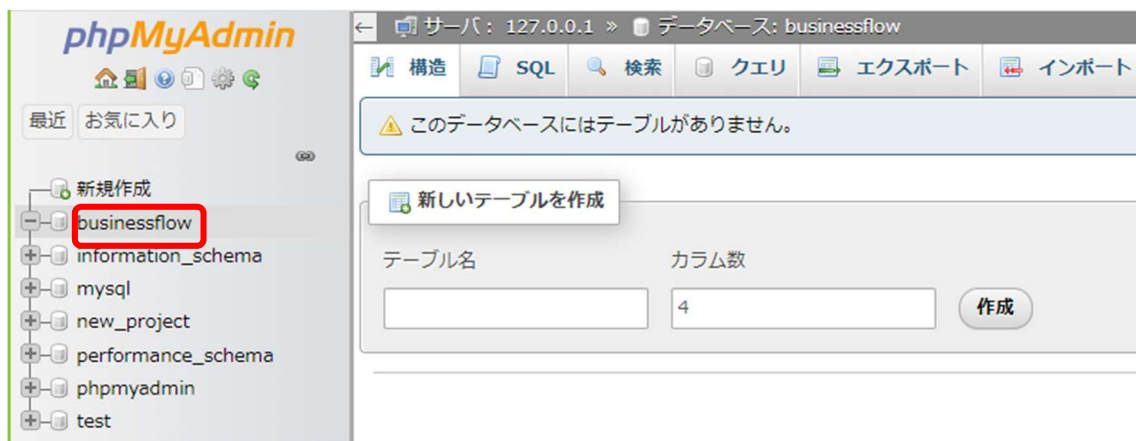 phpMyAdmin
最近 お気に入り
新規作成
businessflow
information_schema
mysql
new_project
performance_schema
phpmyadmin
test
← サーバ: 127.0.0.1 » データベース: businessflow
構造 SQL 検索 クエリ エクスポート インポート
このデータベースにはテーブルがありません。
新しいテーブルを作成
テーブル名 カラム数
4 作成